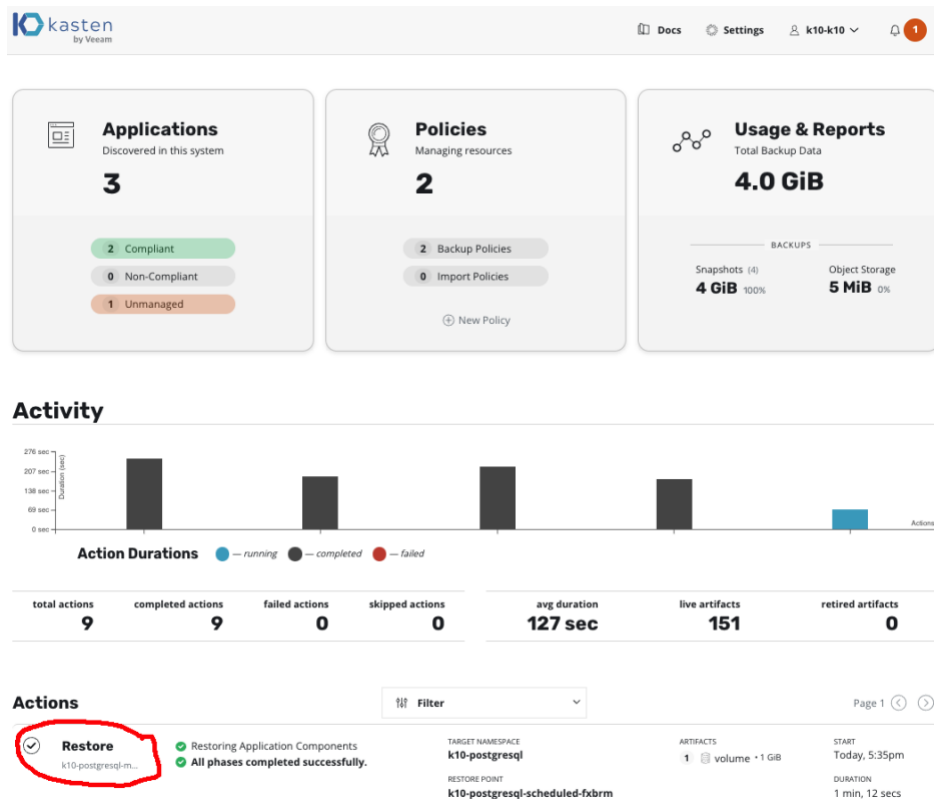 kasten
by Veeam
Docs
Settings
k10-k10
1
Applications
Discovered in this system
3
2 Compliant
0 Non-Compliant
1 Unmanaged
Policies
Managing resources
2
2 Backup Policies
0 Import Policies
New Policy
Usage & Reports
Total Backup Data
4.0 GiB
BACKUPS
Snapshots (4)
4 GiB 100%
Object Storage
5 MiB 0%
Activity
276 sec
207 sec
138 sec
69 sec
0 sec
Duration (sec)
Actions
Action Durations
— running
— completed
— failed
total actions
9
completed actions
9
failed actions
0
skipped actions
0
avg duration
127 sec
live artifacts
151
retired artifacts
0
Actions
Filter
Page 1
Restore
k10-postgresql-m...
Restoring Application Components
All phases completed successfully.
TARGET NAMESPACE
k10-postgresql
RESTORE POINT
k10-postgresql-scheduled-fxbrm
ARTIFACTS
1 volume • 1 GiB
START
Today, 5:35pm
DURATION
1 min, 12 secs